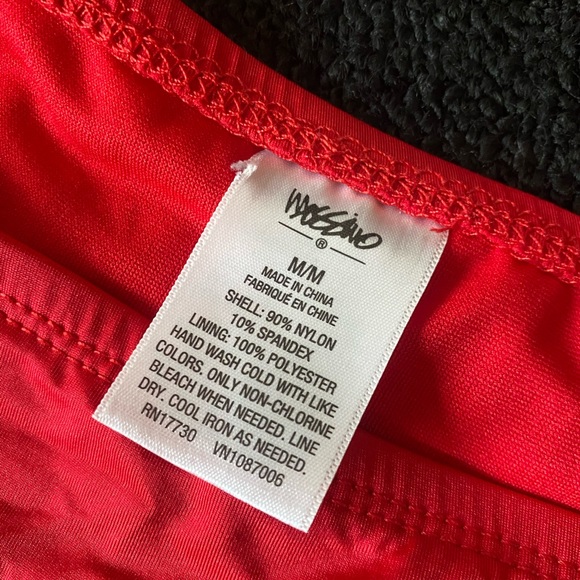 Mossimo
®
M/M
MADE IN CHINA
FABRIQUÉ EN CHINE
SHELL: 90% NYLON
10% SPANDEX
LINING: 100% POLYESTER
HAND WASH COLD WITH LIKE
COLORS. ONLY NON-CHLORINE
BLEACH WHEN NEEDED. LINE
DRY. COOL IRON AS NEEDED.
RN17730 VN1087006